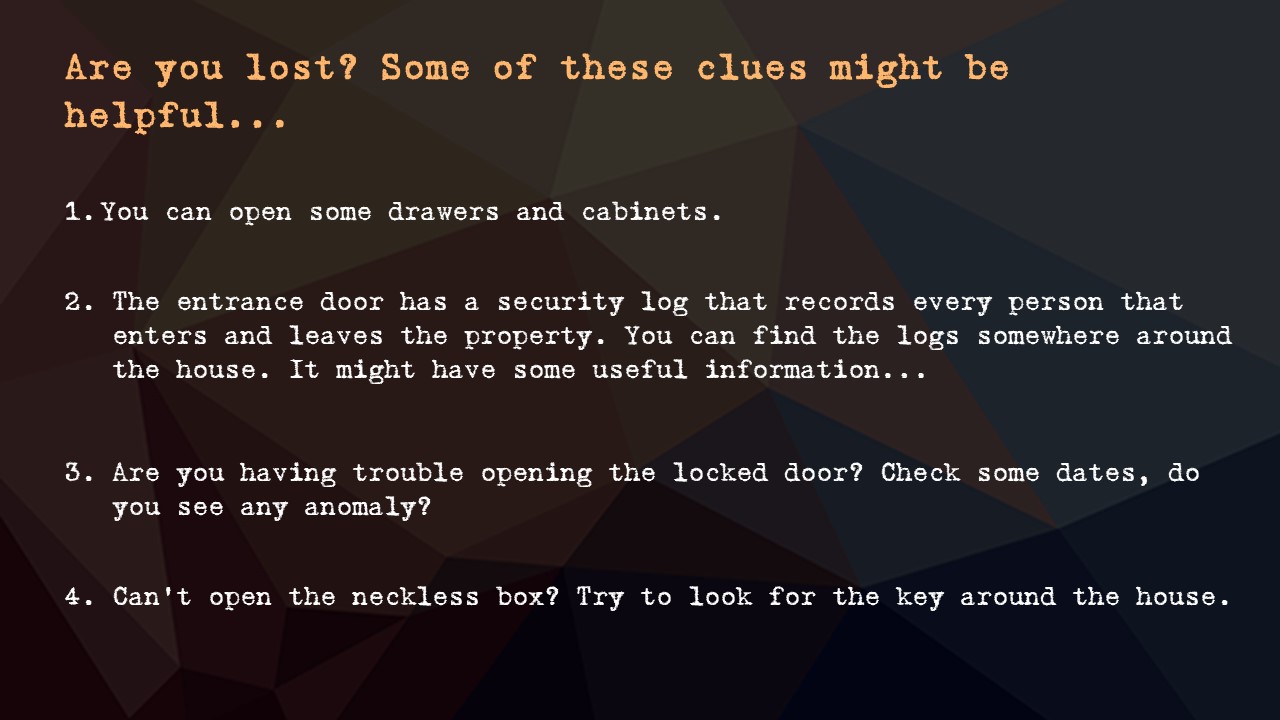 Are you lost? Some of these clues might be
helpful...
1.You can open some drawers and cabinets.
2. The entrance door has a security log that records every person that
enters and leaves the property. You can find the logs somewhere around
the house. It might have some useful information...
3. Are you having trouble opening the locked door? Check some dates, do
you see any anomaly?
4. Can't open the neckless box? Try to look for the key around the house.